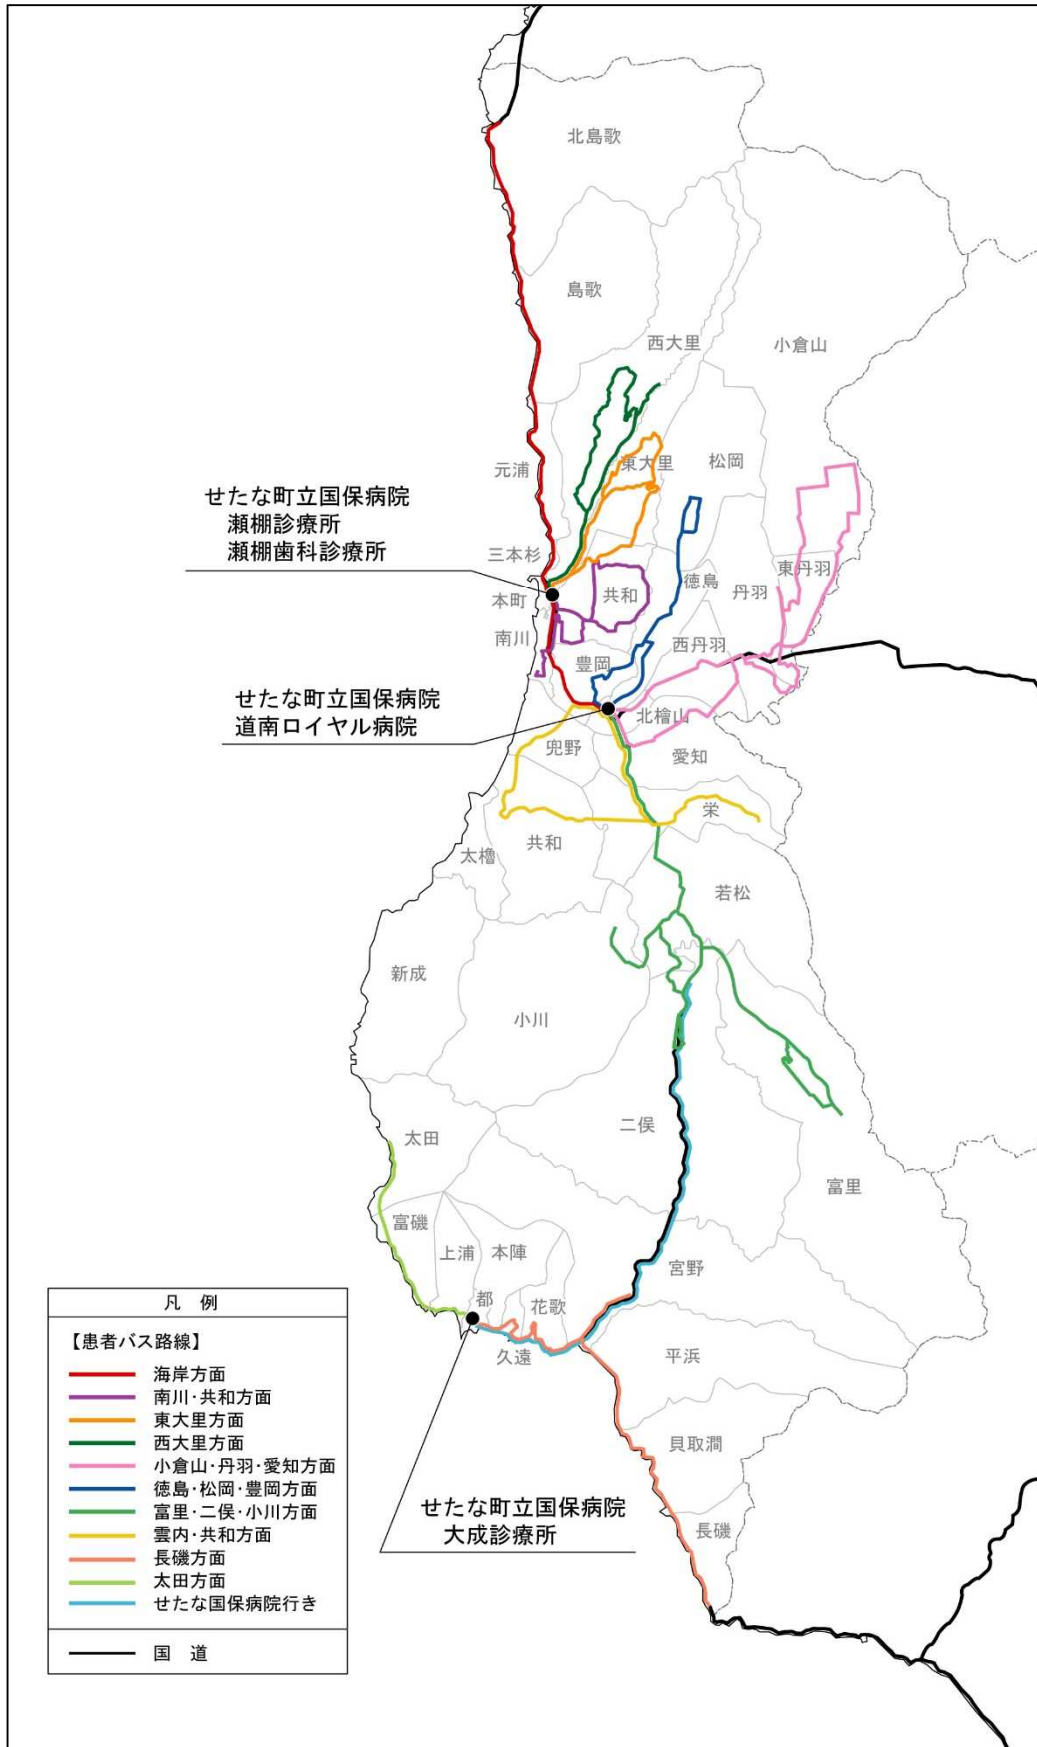 北島歌
島歌
西大里
小倉山
元浦
東大里
松岡
せたな町立国保病院
瀬棚診療所
瀬棚歯科診療所
三本杉
本町
共和
徳島
丹羽
東丹羽
南川
豊岡
西丹羽
せたな町立国保病院
道南ロイヤル病院
北檜山
兜野
愛知
栄
太櫓
共和
若松
新成
小川
二俣
太田
富里
富磯
上浦
本陣
宮野
都
花歌
久遠
平浜
貝取澗
長磯
せたな町立国保病院
大成診療所
凡 例
【患者バス路線】
海岸方面
南川・共和方面
東大里方面
西大里方面
小倉山・丹羽・愛知方面
徳島・松岡・豊岡方面
富里・二俣・小川方面
雲内・共和方面
長磯方面
太田方面
せたな国保病院行き
国 道